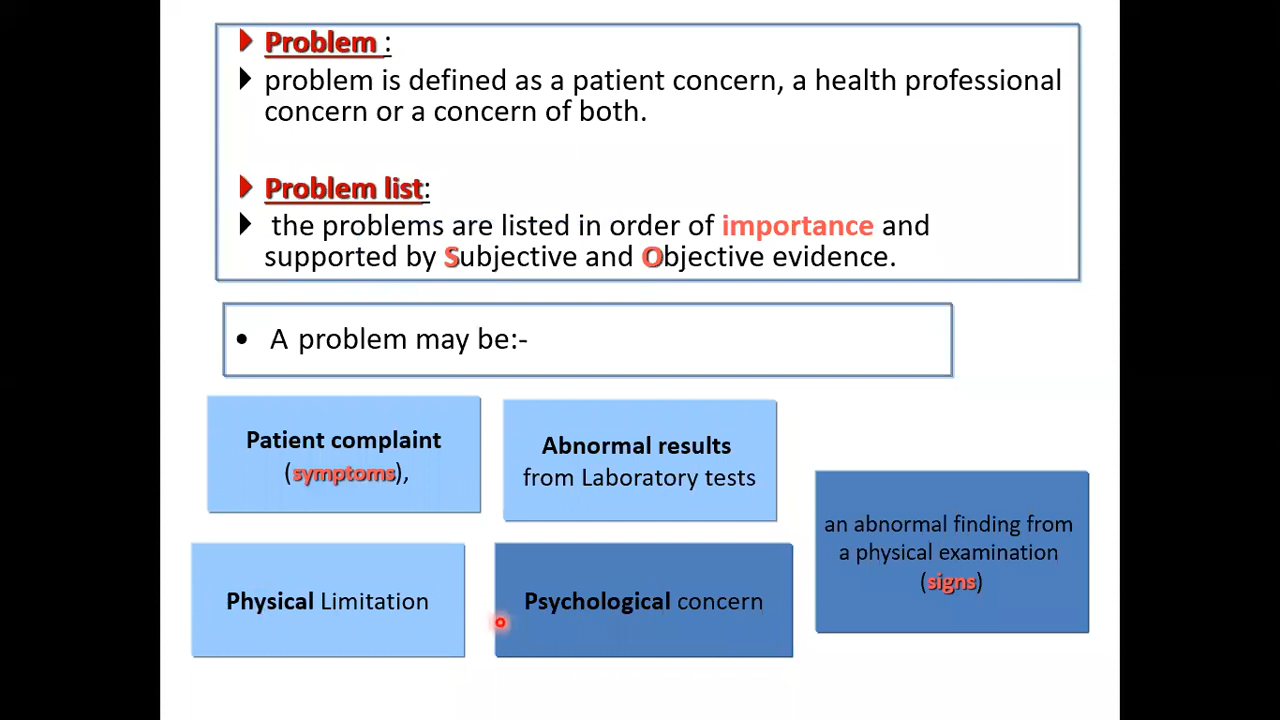 Problem :
problem is defined as a patient concern, a health professional
concern or a concern of both.
Problem list:
the problems are listed in order of importance and
supported by Subjective and Objective evidence.
• A problem may be:-
Patient complaint
(symptoms),
Abnormal results
from Laboratory tests
an abnormal finding from
a physical examination
(signs)
Physical Limitation
Psychological concern